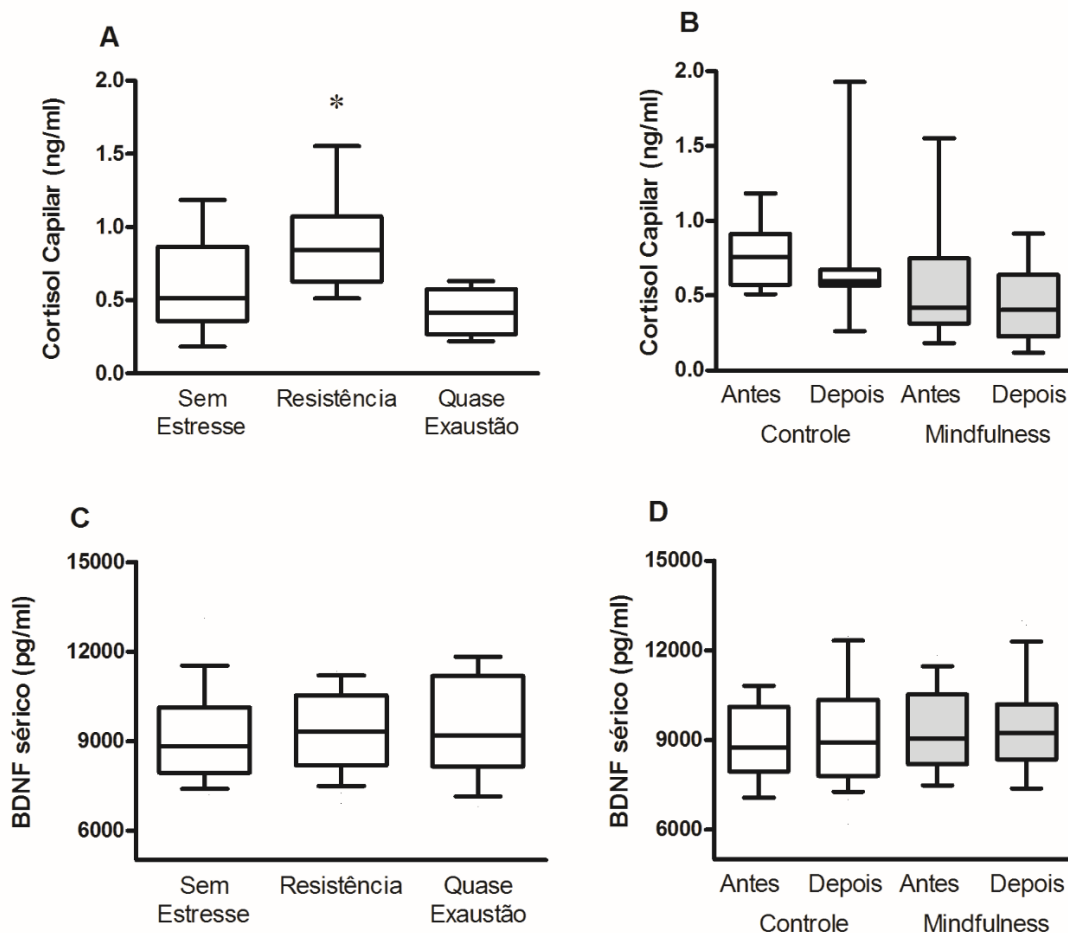 A
Cortisol Capilar (ng/ml)
2.0
1.5
1.0
0.5
0.0
*
Sem
Estresse
Resistência
Quase
Exaustão
B
Cortisol Capilar (ng/ml)
2.0
1.5
1.0
0.5
0.0
Antes
Depois
Antes
Depois
Controle
Mindfulness
C
BDNF sérico (pg/ml)
15000
12000
9000
6000
Sem
Estresse
Resistência
Quase
Exaustão
D
BDNF sérico (pg/ml)
15000
12000
9000
6000
Antes
Depois
Antes
Depois
Controle
Mindfulness